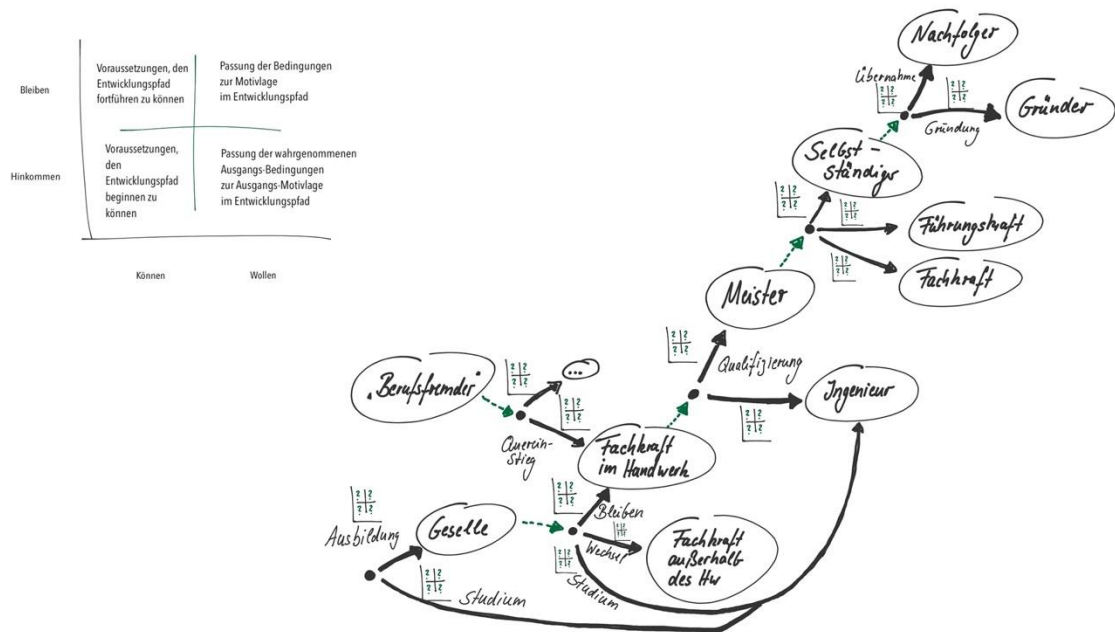 Bleiben
Voraussetzungen, den
Entwicklungspfad
fortführen zu können
Passung der Bedingungen
zur Motivlage
im Entwicklungspfad
Hinkommen
Voraussetzungen,
den
Entwicklungspfad
beginnen zu
können
Passung der wahrgenommenen
Ausgangs-Bedingungen
zur Ausgangs-Motivlage
im Entwicklungspfad
Können
Wollen
Nachfolger
Übernahme
? ?
? ?
? ?
? ?
Gründung
Gründer
Selbst-
ständiger
? ?
? ?
? ?
? ?
Führungskraft
? ?
? ?
Fachkraft
Meister
? ?
? ?
Qualifizierung
? ?
? ?
Ingenieur
"Berufsfremder"
? ?
? ?
...
? ?
? ?
Querein-
stieg
Fachkraft
im Handwerk
? ?
? ?
Bleiben
? ?
? ?
Wechsel
Fachkraft
außerhalb
des Hw
? ?
? ?
Studium
? ?
? ?
Ausbildung
Geselle
? ?
? ?
Studium